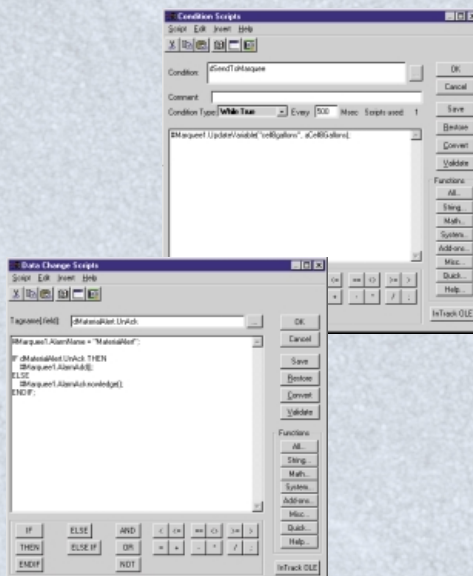 Condition Scripts
Script Edit Insert Help
Condition: dSendToMarquee
OK
Cancel
Comment:
Condition Type: While True Every 500 Msec Scripts used: 1
Save
Restore
#Marquee1.UpdateVariable("cell8gallons", aCell8Gallons);
Convert
Validate
Functions
All...
String...
Math...
System...
Add-ons...
Misc...
Quick...
Help...
InTrack OLE
Data Change Scripts
Script Edit Insert Help
Tagname[.field]: dMaterialAlert.UnAck
OK
Cancel
#Marquee1.AlarmName = "MaterialAlert";
IF dMaterialAlert.UnAck THEN
#Marquee1.AlarmAdd();
ELSE
#Marquee1.AlarmAcknowledge();
ENDIF;
Save
Restore
Convert
Validate
Functions
All...
String...
Math...
System...
Add-ons...
Misc...
Quick...
Help...
InTrack OLE
IF ELSE AND < <= == <> >= >
THEN ELSE IF OR = + - * / ;
ENDIF NOT